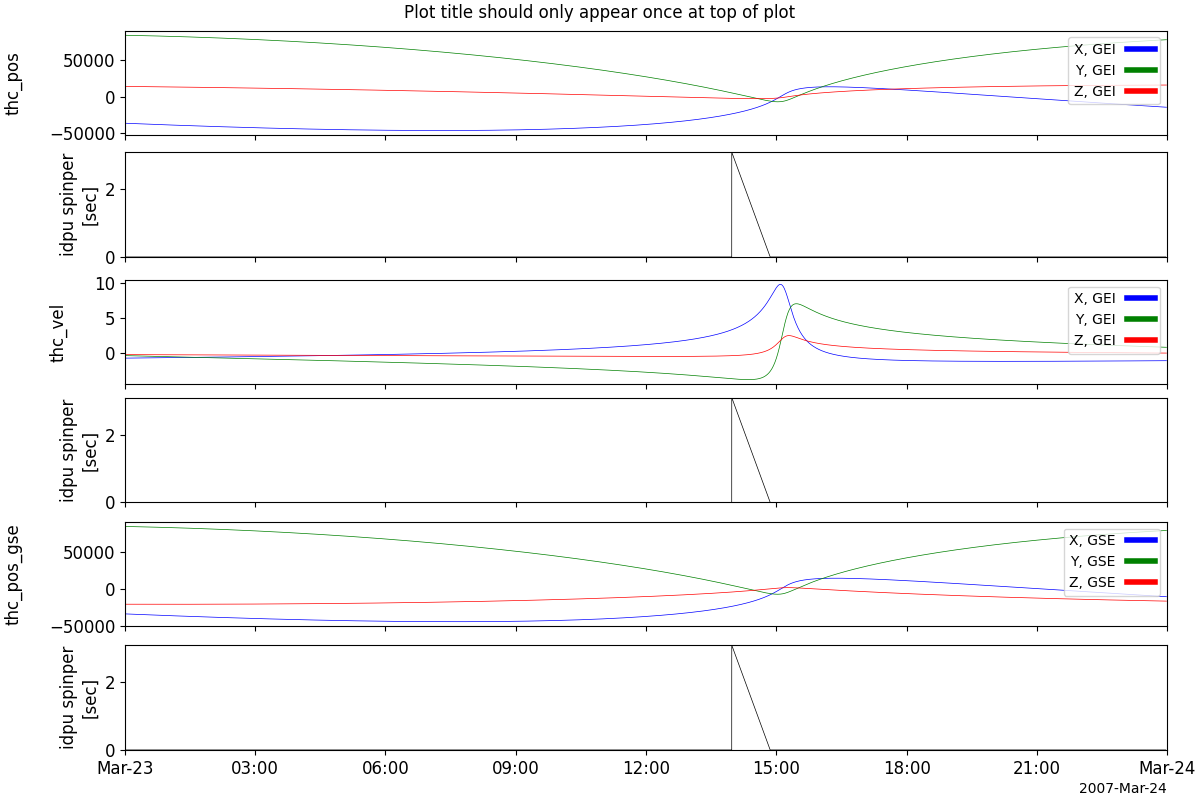 Plot title should only appear once at top of plot
thc_pos
50000
0
−50000
X, GEI
Y, GEI
Z, GEI
idpu spinper
[sec]
2
0
thc_vel
10
5
0
X, GEI
Y, GEI
Z, GEI
idpu spinper
[sec]
2
0
thc_pos_gse
50000
0
−50000
X, GSE
Y, GSE
Z, GSE
idpu spinper
[sec]
2
0
Mar-23 03:00 06:00 09:00 12:00 15:00 18:00 21:00 Mar-24
2007-Mar-24